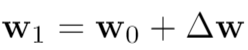 w₁ = w₀ + Δw